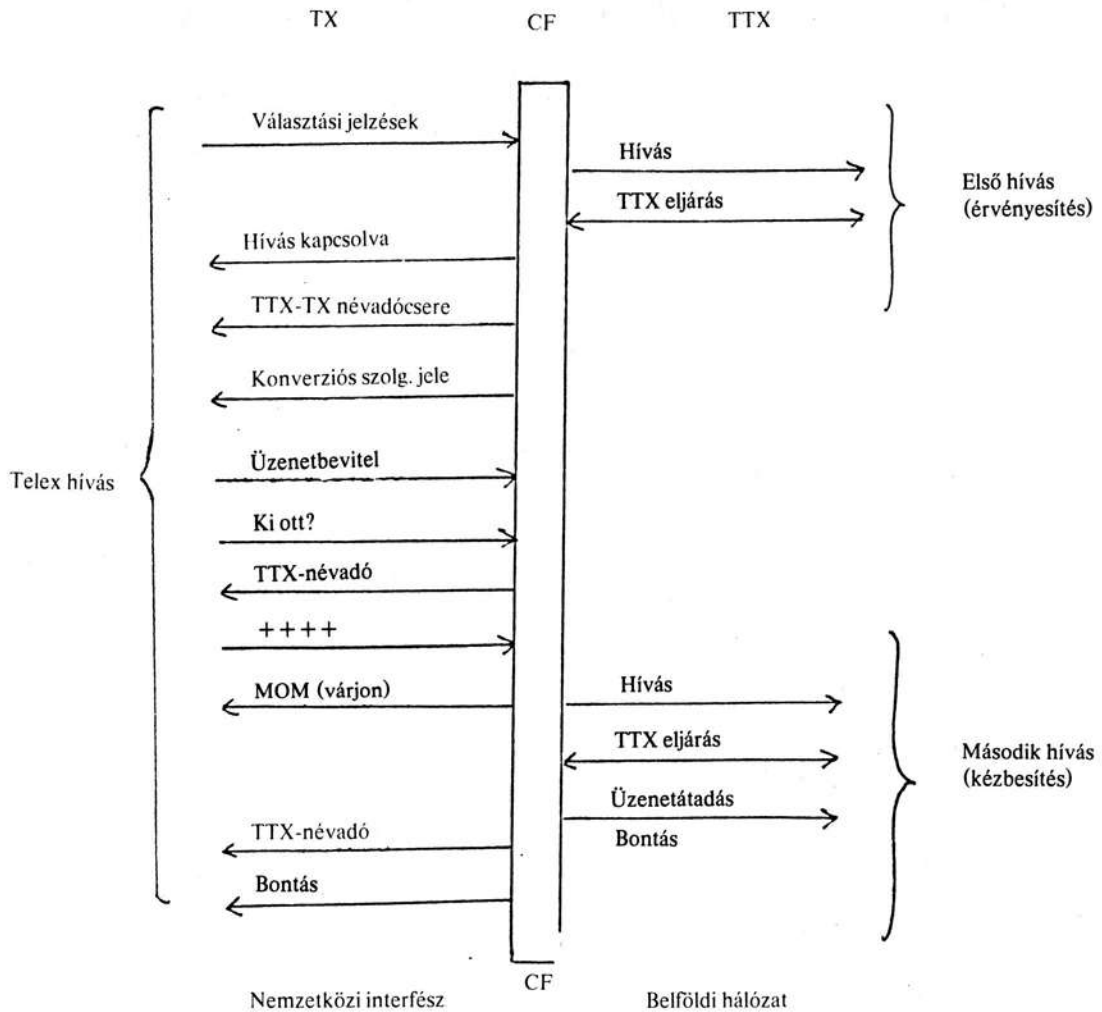 TX CF TTX
Választási jelzések
Hívás
Első hívás
(érvényesítés)
TTX eljárás
Hívás kapcsolva
TTX-TX névadócsere
Konverziós szolg. jele
Telex hívás
Üzenetbevitel
Ki ott?
TTX-névadó
++++
MOM (várjon)
Hívás
TTX eljárás
Második hívás
(kézbesítés)
Üzenetátadás
Bontás
TTX-névadó
Bontás
CF
Nemzetközi interfész
Belföldi hálózat